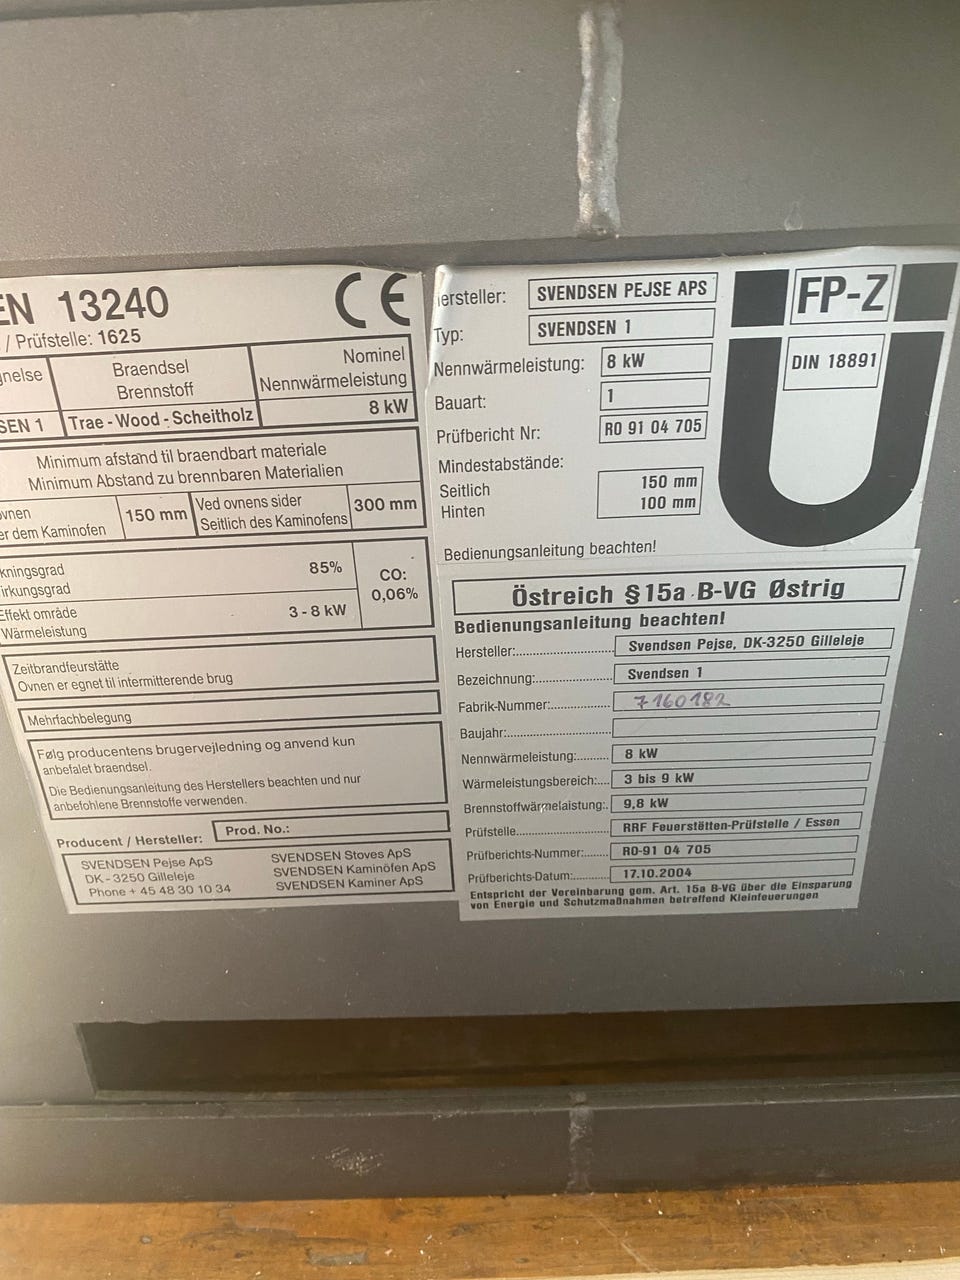 EN 13240
CE
/ Prüfstelle: 1625
gnelse
Braendsel
Brennstoff
Nominel
Nennwärmeleistung
SEN 1
Trae - Wood - Scheitholz
8 kW
Minimum afstand til braendbart materiale
Minimum Abstand zu brennbaren Materialien
ovnen
er dem Kaminofen
150 mm
Ved ovnens sider
Seitlich des Kaminofens
300 mm
kningsgrad
irkungsgrad
85%
CO:
0,06%
Effekt område
Wärmeleistung
3 - 8 kW
Zeitbrandfeurstätte
Ovnen er egnet til intermitterende brug
Mehrfachbelegung
Følg producentens brugervejledning og anvend kun
anbefalet braendsel.
Die Bedienungsanleitung des Herstellers beachten und nur
anbefohlene Brennstoffe verwenden.
Producent / Hersteller:
Prod. No.:
SVENDSEN Pejse ApS
DK - 3250 Gilleleje
Phone + 45 48 30 10 34
SVENDSEN Stoves ApS
SVENDSEN Kaminöfen ApS
SVENDSEN Kaminer ApS
Hersteller: SVENDSEN PEJSE APS
Typ: SVENDSEN 1
Nennwärmeleistung: 8 kW
Bauart: 1
Prüfbericht Nr: RO 91 04 705
Mindestabstände:
Seitlich 150 mm
Hinten 100 mm
Bedienungsanleitung beachten!
FP-Z
DIN 18891
Östreich § 15a B-VG Østrig
Bedienungsanleitung beachten!
Hersteller:................ Svendsen Pejse, DK-3250 Gilleleje
Bezeichnung:............. Svendsen 1
Fabrik-Nummer:.......... 7160182
Baujahr:...................
Nennwärmeleistung:........ 8 kW
Wärmeleistungsbereich:.... 3 bis 9 kW
Brennstoffwärmelaistung:. 9,8 kW
Prüfstelle.................. RRF Feuerstätten-Prüfstelle / Essen
Prüfberichts-Nummer:....... RO-91 04 705
Prüfberichts-Datum:......... 17.10.2004
Entspricht der Vereinbarung gem. Art. 15a B-VG über die Einsparung
von Energie und Schutzmaßnahmen betreffend Kleinfeuerungen